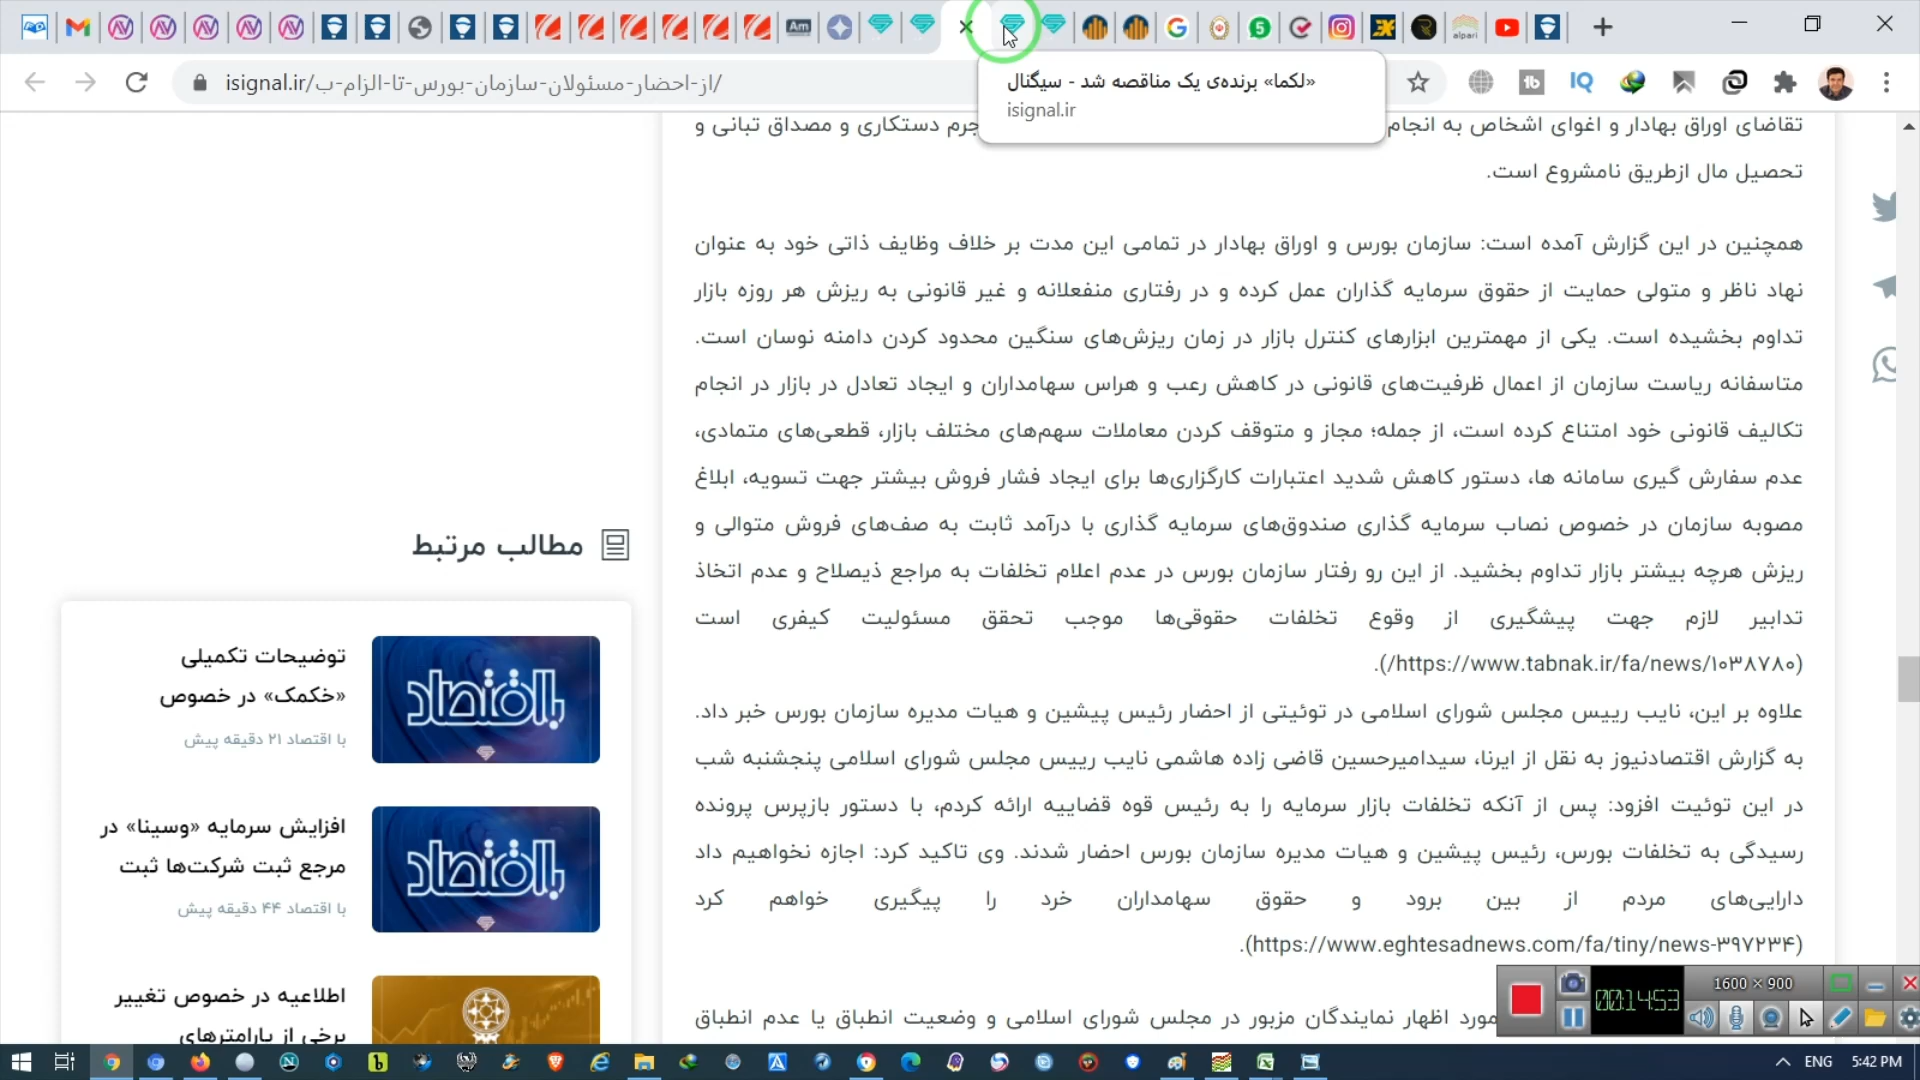 isignal.ir/از-احضار-مسئولان-سازمان-بورس-تا-الزام-ب/
«لکما» برنده‌ی یک مناقصه شد - سیگنال
isignal.ir
تقاضای اوراق بهادار و اغوای اشخاص به انجام
جرم دستکاری و مصداق تبانی و
تحصیل مال ازطریق نامشروع است.
همچنین در این گزارش آمده است: سازمان بورس و اوراق بهادار در تمامی این مدت بر خلاف وظایف ذاتی خود به عنوان
نهاد ناظر و متولی حمایت از حقوق سرمایه گذاران عمل کرده و در رفتاری منفعلانه و غیر قانونی به ریزش هر روزه بازار
تداوم بخشیده است. یکی از مهمترین ابزارهای کنترل بازار در زمان ریزش‌های سنگین محدود کردن دامنه نوسان است.
متاسفانه ریاست سازمان از اعمال ظرفیت‌های قانونی در کاهش رعب و هراس سهامداران و ایجاد تعادل در بازار در انجام
تکالیف قانونی خود امتناع کرده است، از جمله؛ مجاز و متوقف کردن معاملات سهم‌های مختلف بازار، قطعی‌های متمادی،
عدم سفارش گیری سامانه ها، دستور کاهش شدید اعتبارات کارگزاری‌ها برای ایجاد فشار فروش بیشتر جهت تسویه، ابلاغ
مصوبه سازمان در خصوص نصاب سرمایه گذاری صندوق‌های سرمایه گذاری با درآمد ثابت به صف‌های فروش متوالی و
ریزش هرچه بیشتر بازار تداوم بخشید. از این رو رفتار سازمان بورس در عدم اعلام تخلفات به مراجع ذیصلاح و عدم اتخاذ
تدابیر لازم جهت پیشگیری از وقوع تخلفات حقوقی‌ها موجب تحقق مسئولیت کیفری است
(https://www.tabnak.ir/fa/news/۱۰۳۸۷۸۰/).
علاوه بر این، نایب رییس مجلس شورای اسلامی در توئیتی از احضار رئیس پیشین و هیات مدیره سازمان بورس خبر داد.
به گزارش اقتصادنیوز به نقل از ایرنا، سیدامیرحسین قاضی زاده هاشمی نایب رییس مجلس شورای اسلامی پنجشنبه شب
در این توئیت افزود: پس از آنکه تخلفات بازار سرمایه را به رئیس قوه قضاییه ارائه کردم، با دستور بازپرس پرونده
رسیدگی به تخلفات بورس، رئیس پیشین و هیات مدیره سازمان بورس احضار شدند. وی تاکید کرد: اجازه نخواهیم داد
دارایی‌های مردم از بین برود و حقوق سهامداران خرد را پیگیری خواهم کرد
(https://www.eghtesadnews.com/fa/tiny/news-۳۹۷۲۳۴).
مورد اظهار نمایندگان مزبور در مجلس شورای اسلامی و وضعیت انطباق یا عدم انطباق
مطالب مرتبط
توضیحات تکمیلی
«خکمک» در خصوص
با اقتصاد ۲۱ دقیقه پیش
بااقتصاد
افزایش سرمایه «وسینا» در
مرجع ثبت شرکت‌ها ثبت
با اقتصاد ۴۴ دقیقه پیش
بااقتصاد
اطلاعیه در خصوص تغییر
برخی از پارامترهای
1600 × 900
00:14:53
ENG 5:42 PM
Am
alpari
IQ